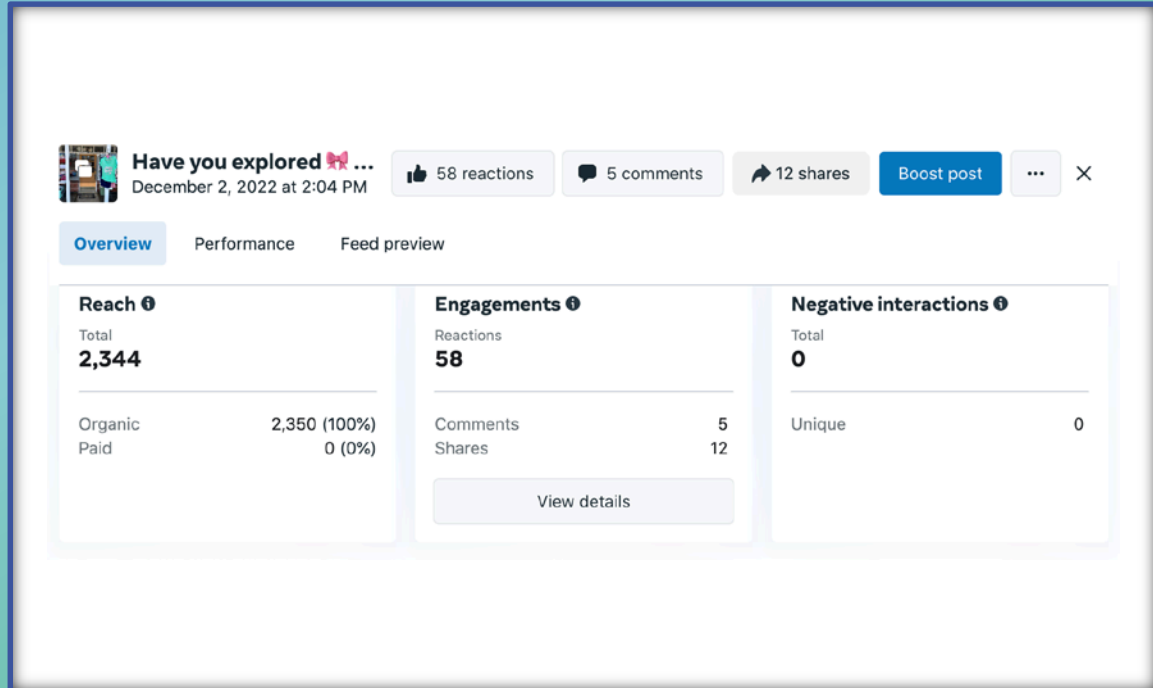 Have you explored 🎀 ...
December 2, 2022 at 2:04 PM
58 reactions
5 comments
12 shares
Boost post
...
Overview
Performance
Feed preview
Reach
Total
2,344
Organic 2,350 (100%)
Paid 0 (0%)
Engagements
Reactions
58
Comments 5
Shares 12
View details
Negative interactions
Total
0
Unique 0